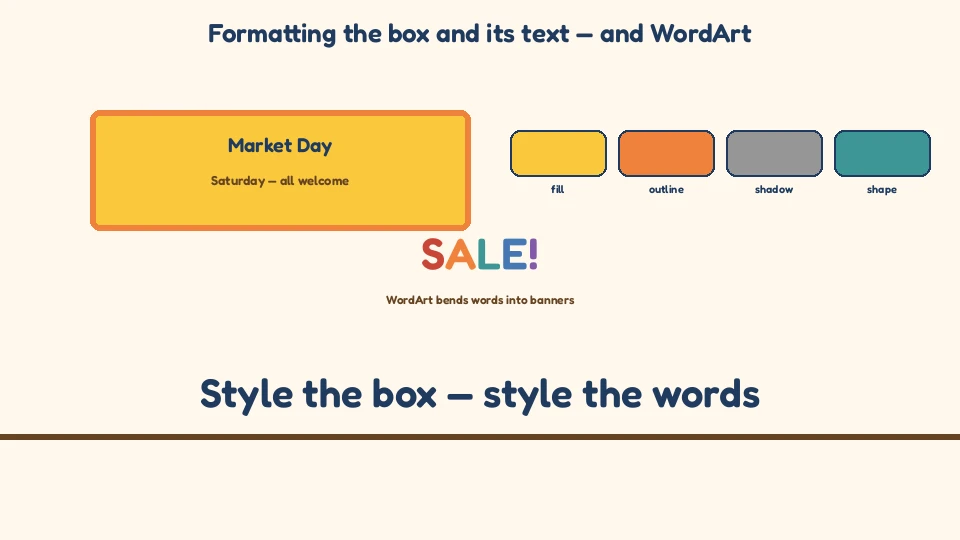 Formatting the box and its text — and WordArt
Market Day
Saturday — all welcome
fill
outline
shadow
shape
SALE!
WordArt bends words into banners
Style the box — style the words